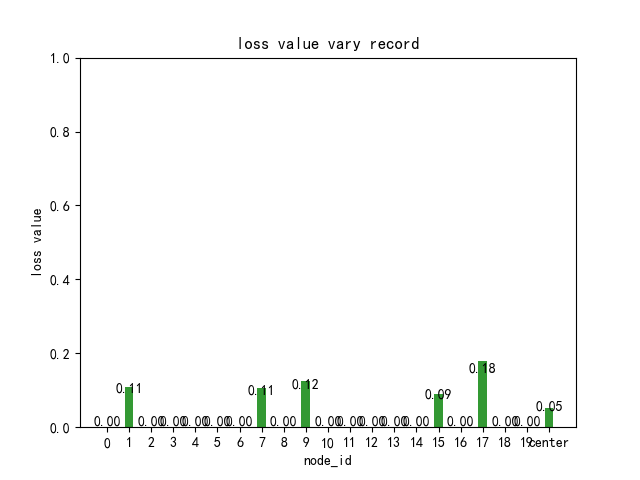 loss value vary record
1.0
0.8
0.6
0.4
0.2
0.0
loss value
0.00 0.11 0.00 0.00 0.00 0.00 0.00 0.11 0.00 0.12 0.00 0.00 0.00 0.00 0.00 0.09 0.00 0.18 0.00 0.00 0.05
0 1 2 3 4 5 6 7 8 9 10 11 12 13 14 15 16 17 18 19 center
node_id